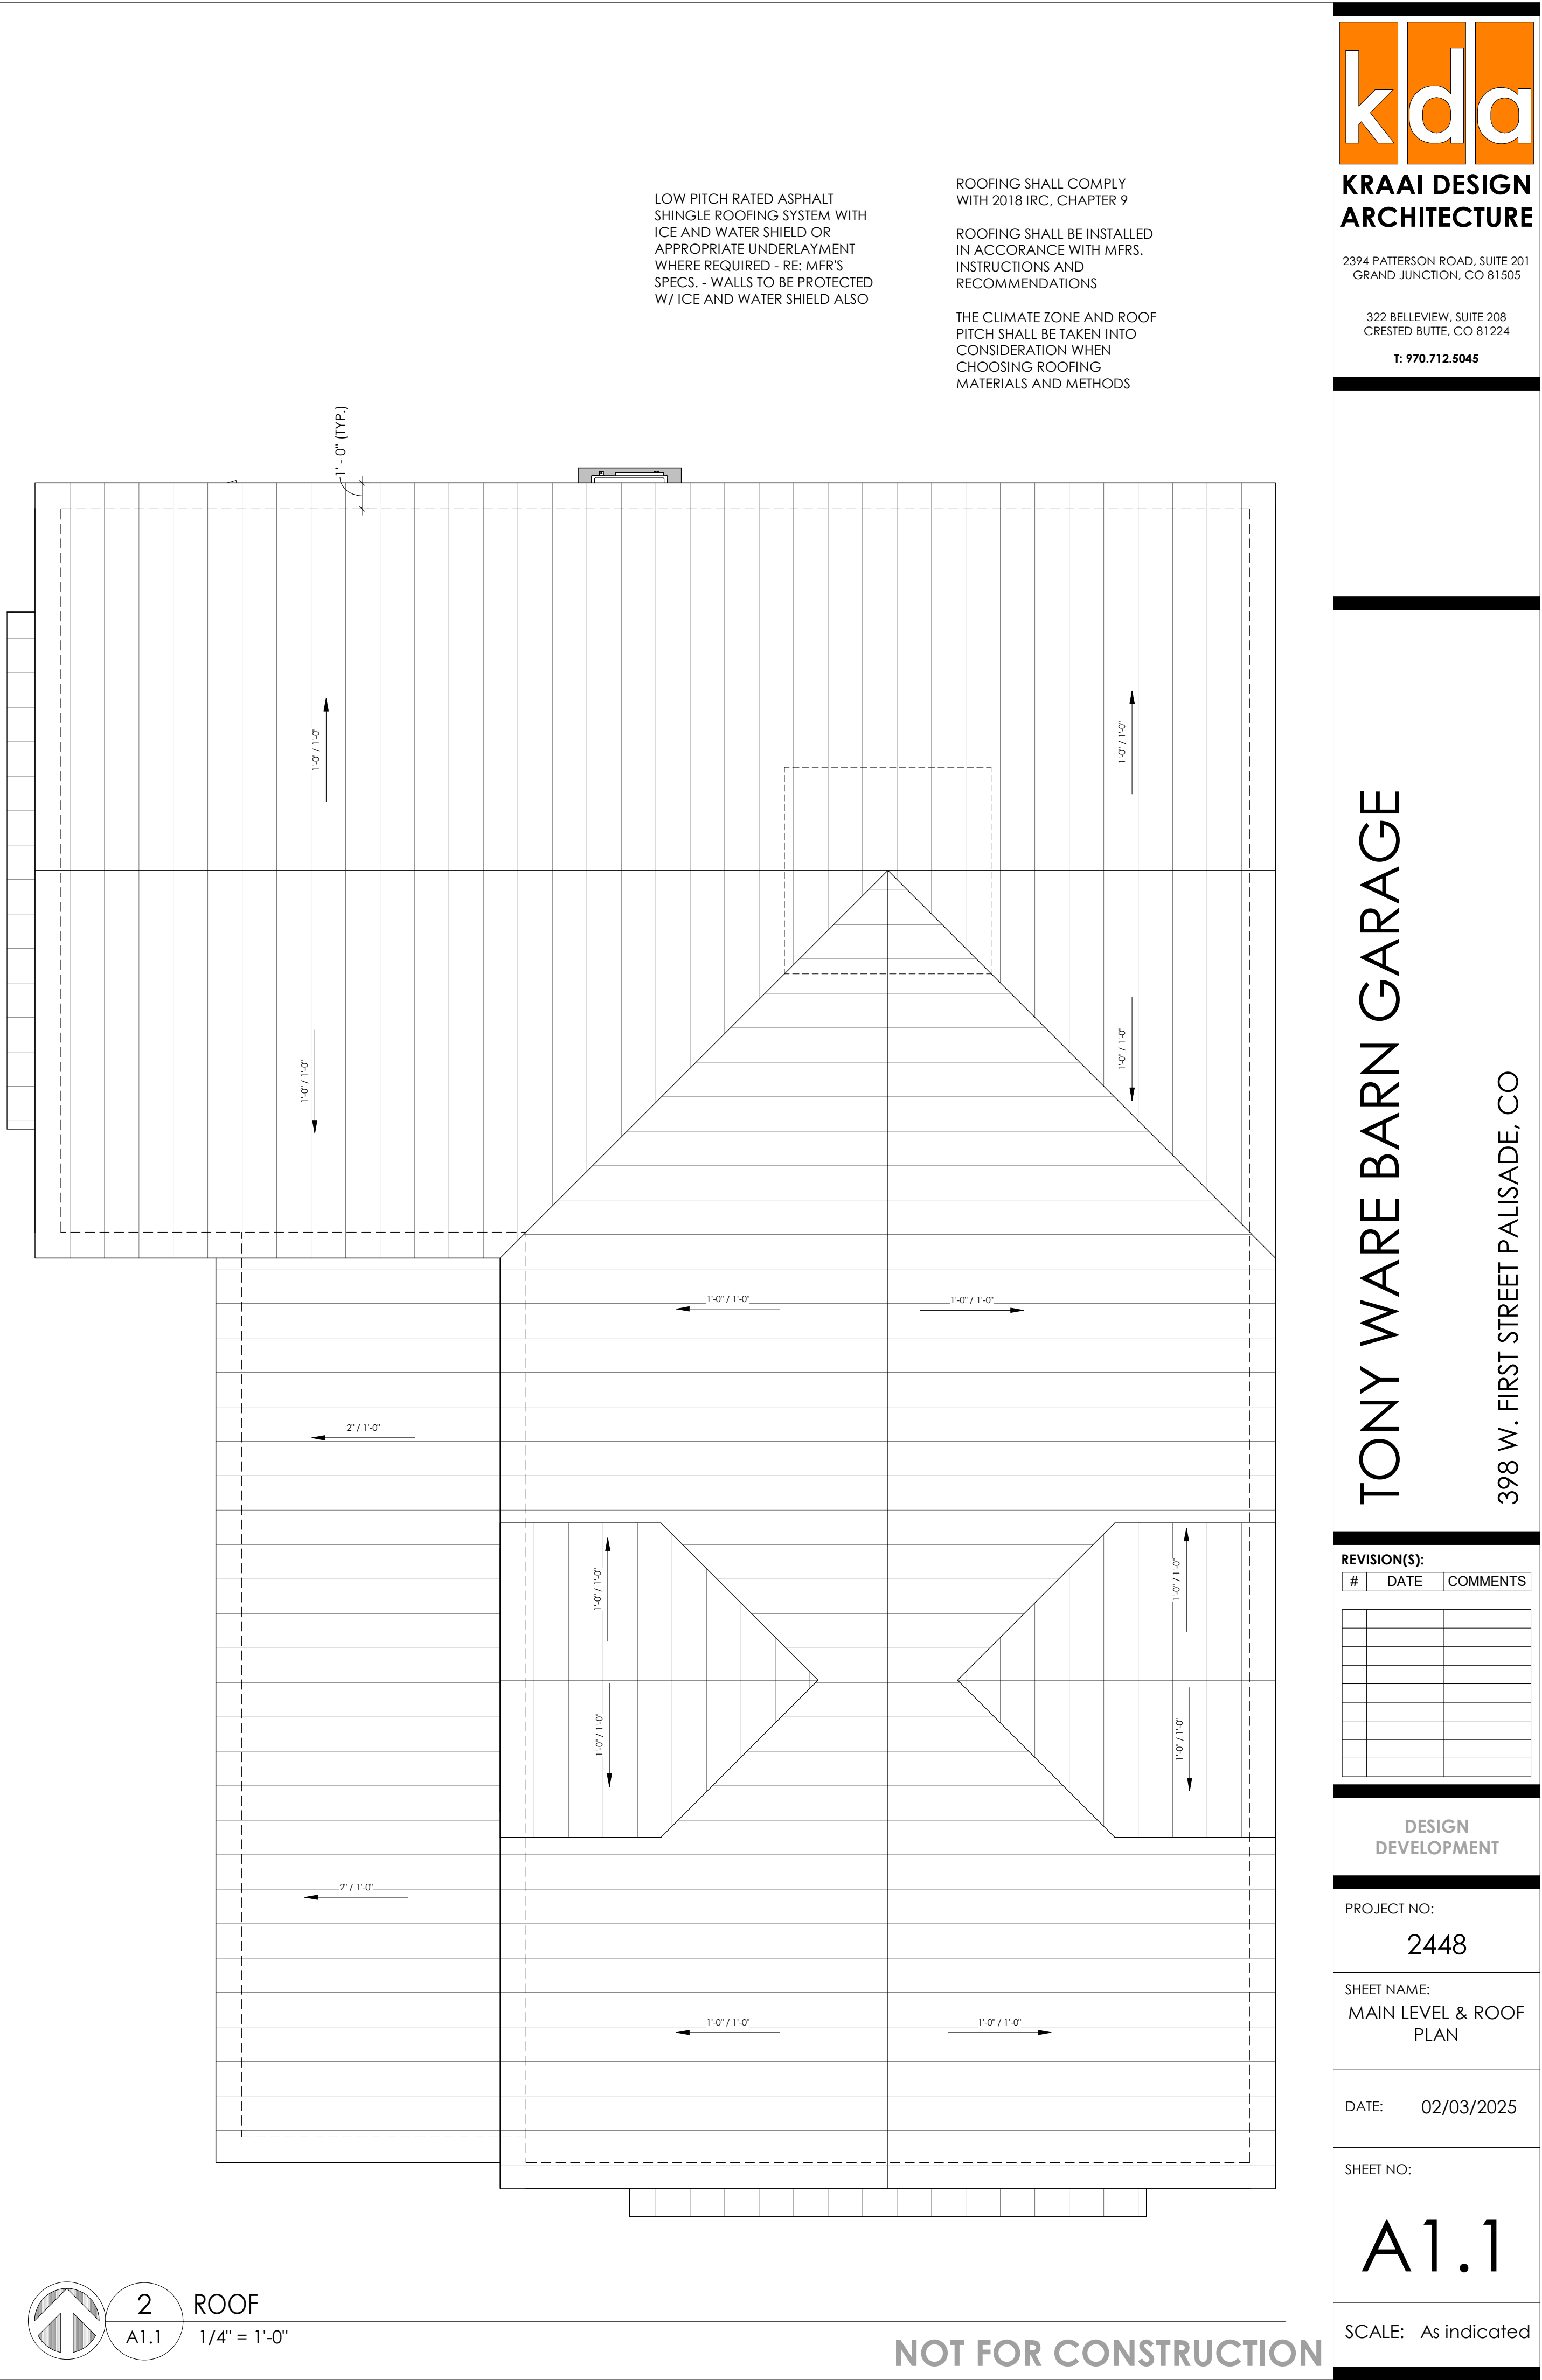 LOW PITCH RATED ASPHALT
SHINGLE ROOFING SYSTEM WITH
ICE AND WATER SHIELD OR
APPROPRIATE UNDERLAYMENT
WHERE REQUIRED - RE: MFR'S
SPECS. - WALLS TO BE PROTECTED
W/ ICE AND WATER SHIELD ALSO
ROOFING SHALL COMPLY
WITH 2018 IRC, CHAPTER 9
ROOFING SHALL BE INSTALLED
IN ACCORANCE WITH MFRS.
INSTRUCTIONS AND
RECOMMENDATIONS
THE CLIMATE ZONE AND ROOF
PITCH SHALL BE TAKEN INTO
CONSIDERATION WHEN
CHOOSING ROOFING
MATERIALS AND METHODS
1' - 0" (TYP.)
1'-0" / 1'-0"
1'-0" / 1'-0"
1'-0" / 1'-0"
1'-0" / 1'-0"
1'-0" / 1'-0"
1'-0" / 1'-0"
2" / 1'-0"
1'-0" / 1'-0"
1'-0" / 1'-0"
1'-0" / 1'-0"
1'-0" / 1'-0"
2" / 1'-0"
1'-0" / 1'-0"
1'-0" / 1'-0"
2
A1.1
ROOF
1/4" = 1'-0"
NOT FOR CONSTRUCTION
kda
KRAAI DESIGN
ARCHITECTURE
2394 PATTERSON ROAD, SUITE 201
GRAND JUNCTION, CO 81505
322 BELLEVIEW, SUITE 208
CRESTED BUTTE, CO 81224
T: 970.712.5045
TONY WARE BARN GARAGE
398 W. FIRST STREET PALISADE, CO
REVISION(S):
# DATE COMMENTS
DESIGN
DEVELOPMENT
PROJECT NO:
2448
SHEET NAME:
MAIN LEVEL & ROOF
PLAN
DATE: 02/03/2025
SHEET NO:
A1.1
SCALE: As indicated